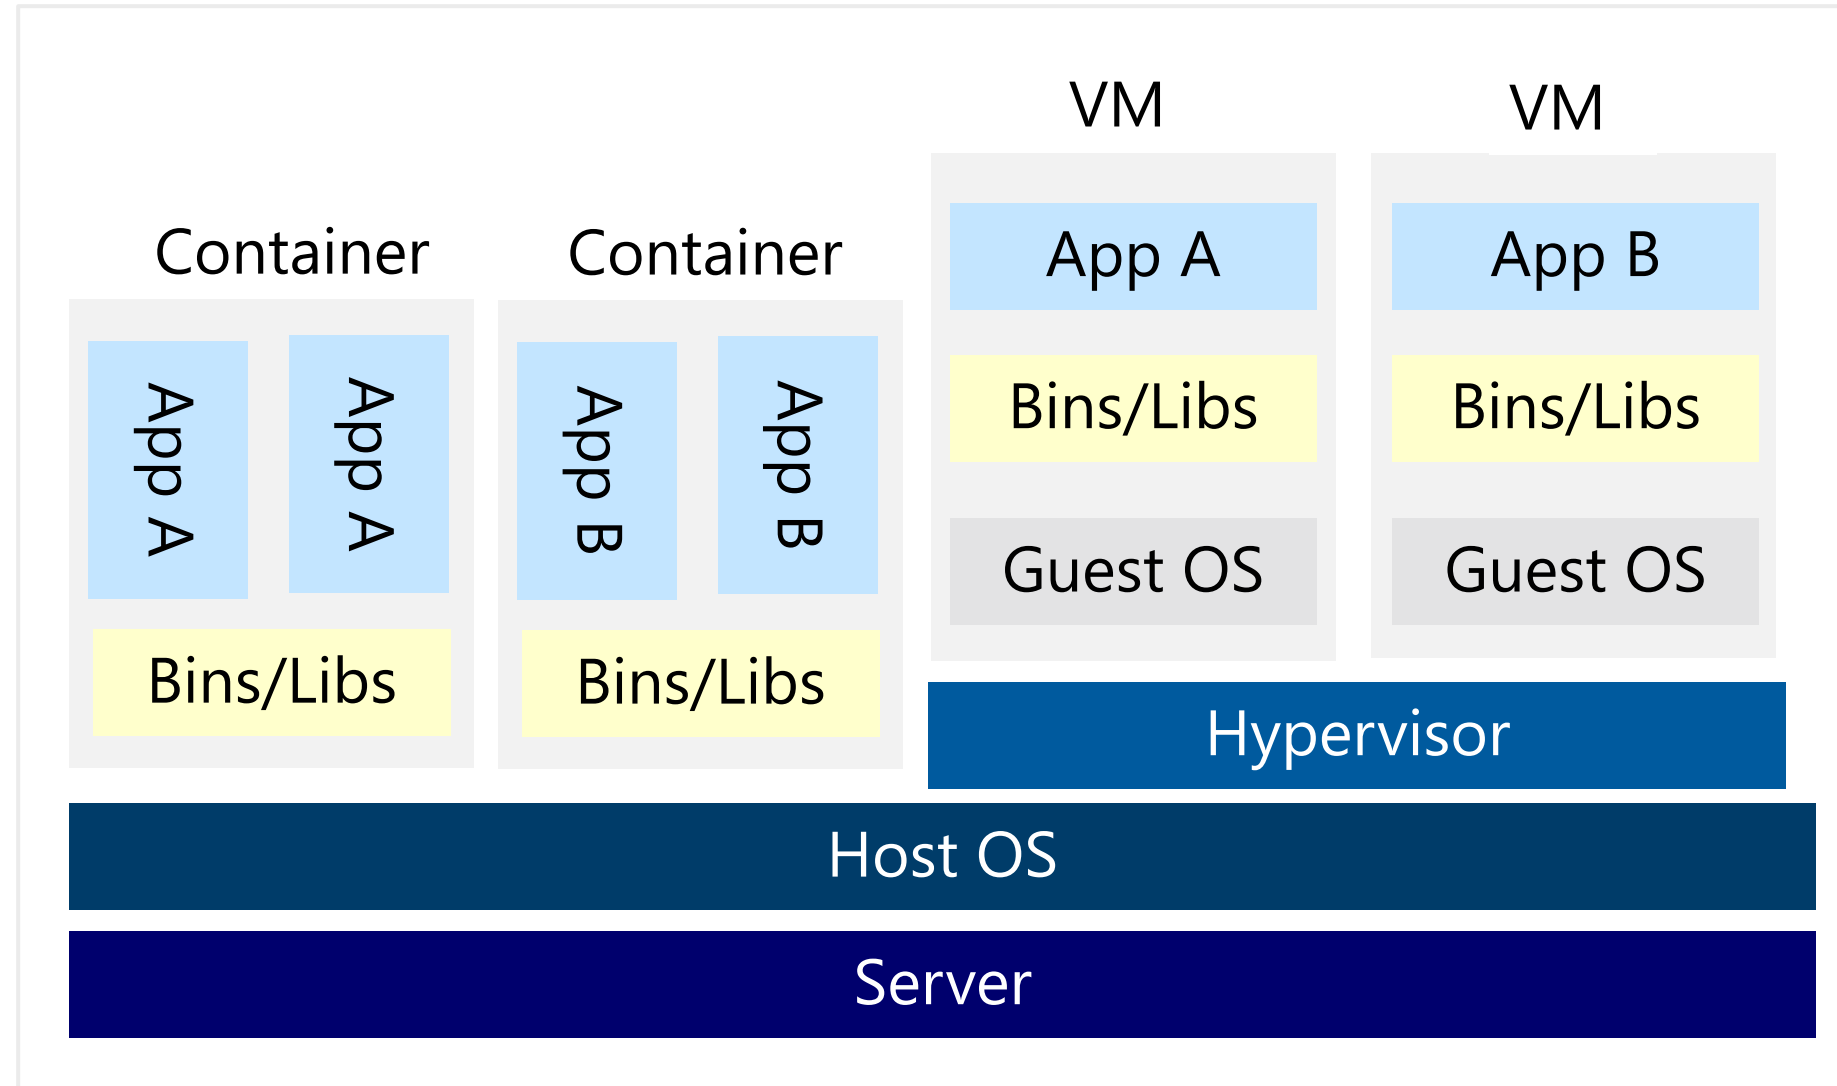 VM
VM
Container
Container
App A
App B
App A
App A
App B
App B
Bins/Libs
Bins/Libs
Guest OS
Guest OS
Bins/Libs
Bins/Libs
Hypervisor
Host OS
Server